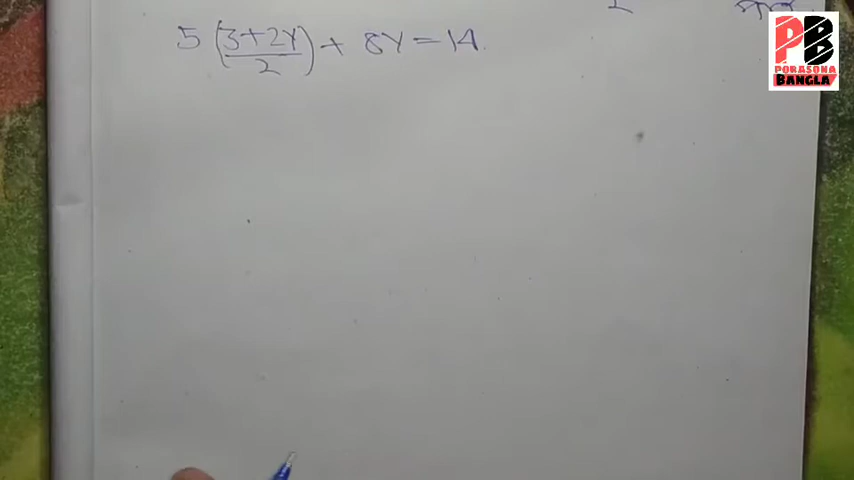 5 (3+2Y/2) + 8Y = 14
PB
PORASONA
BANGLA